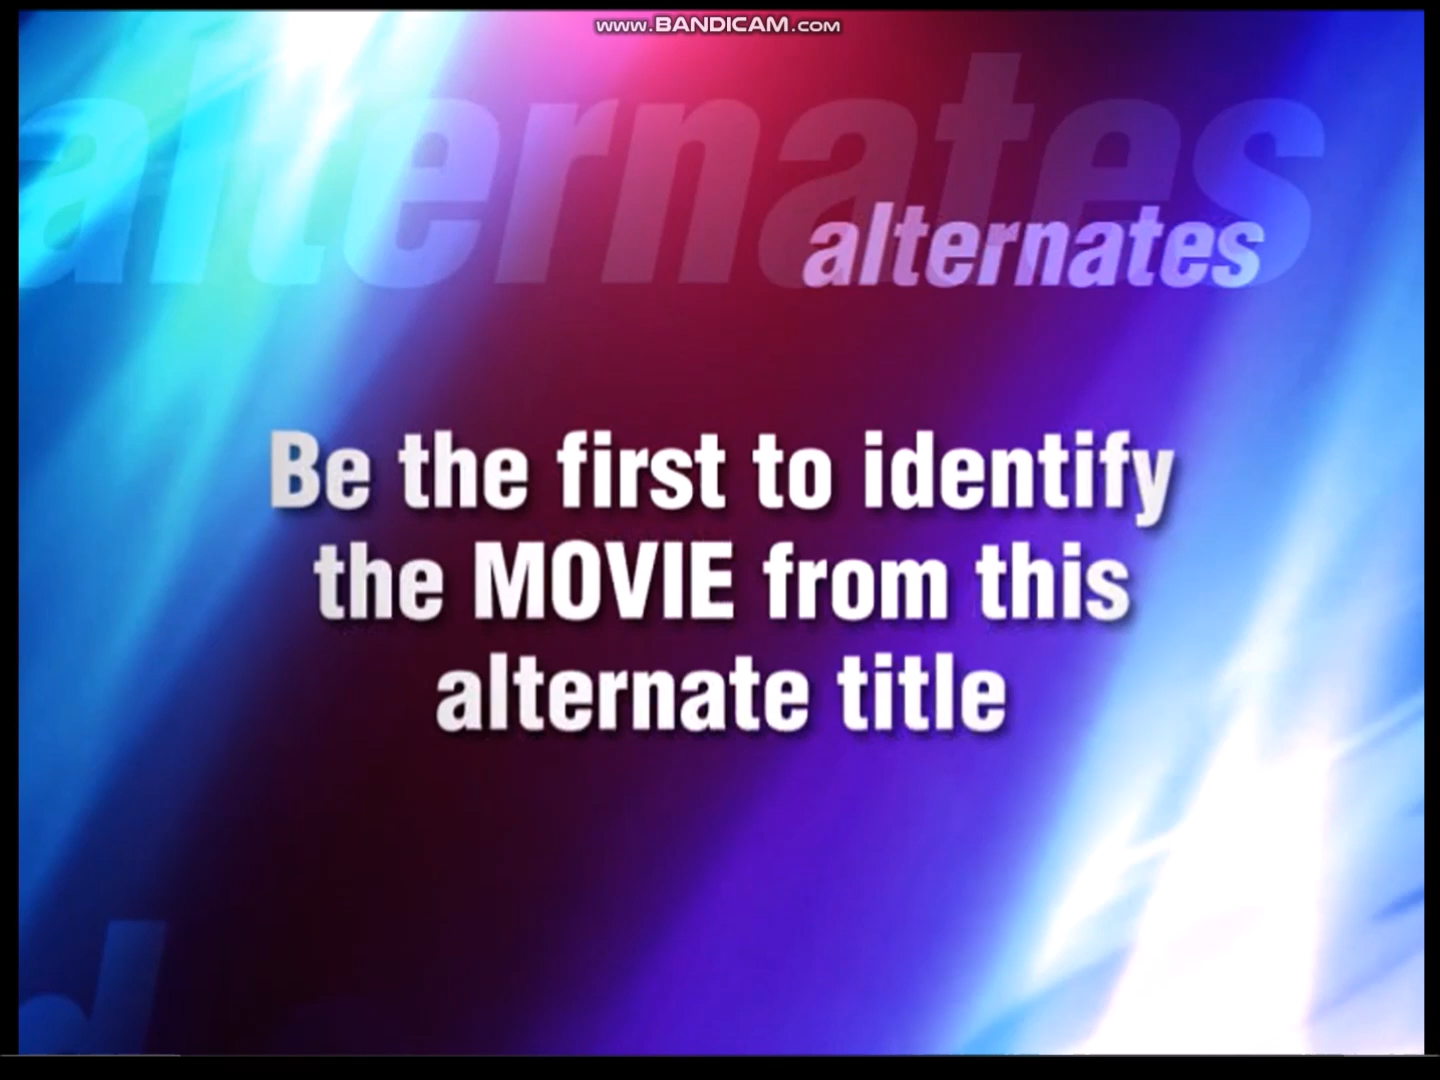 www.BANDICAM.com
alternates
alternates
Be the first to identify
the MOVIE from this
alternate title
d